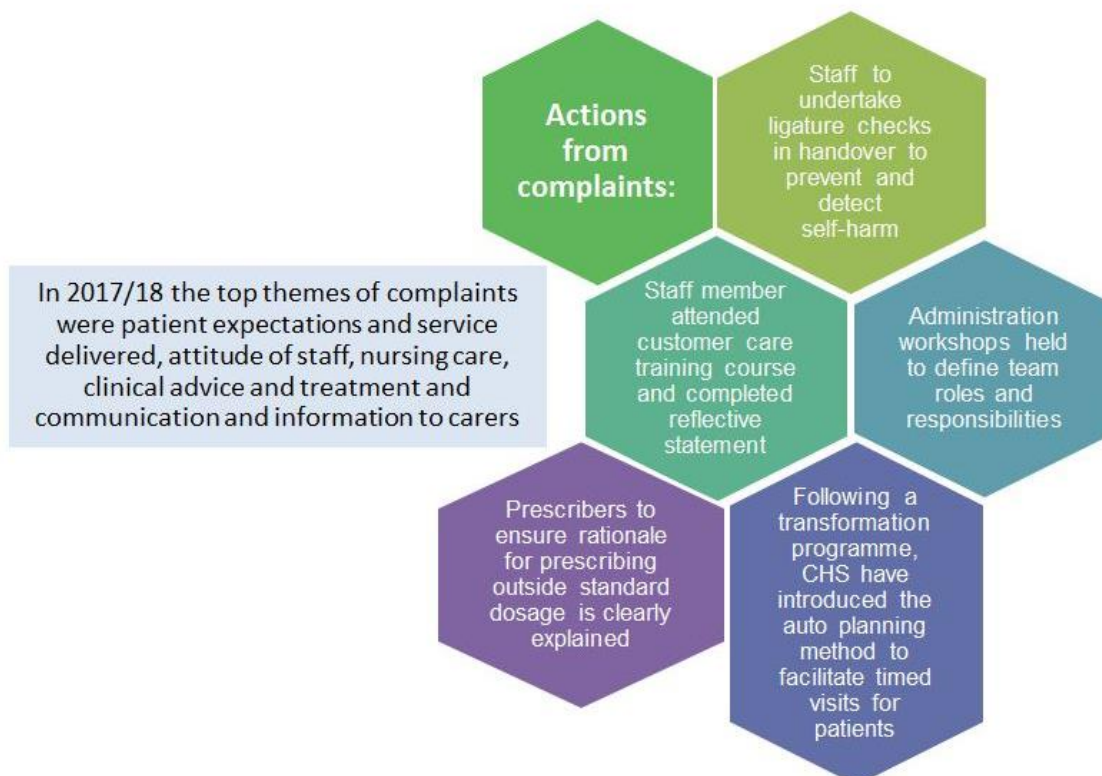 Actions
from
complaints:
Staff to
undertake
ligature checks
in handover to
prevent and
detect
self-harm
In 2017/18 the top themes of complaints
were patient expectations and service
delivered, attitude of staff, nursing care,
clinical advice and treatment and
communication and information to carers
Staff member
attended
customer care
training course
and completed
reflective
statement
Administration
workshops held
to define team
roles and
responsibilities
Prescribers to
ensure rationale
for prescribing
outside standard
dosage is clearly
explained
Following a
transformation
programme,
CHS have
introduced the
auto planning
method to
facilitate timed
visits for
patients